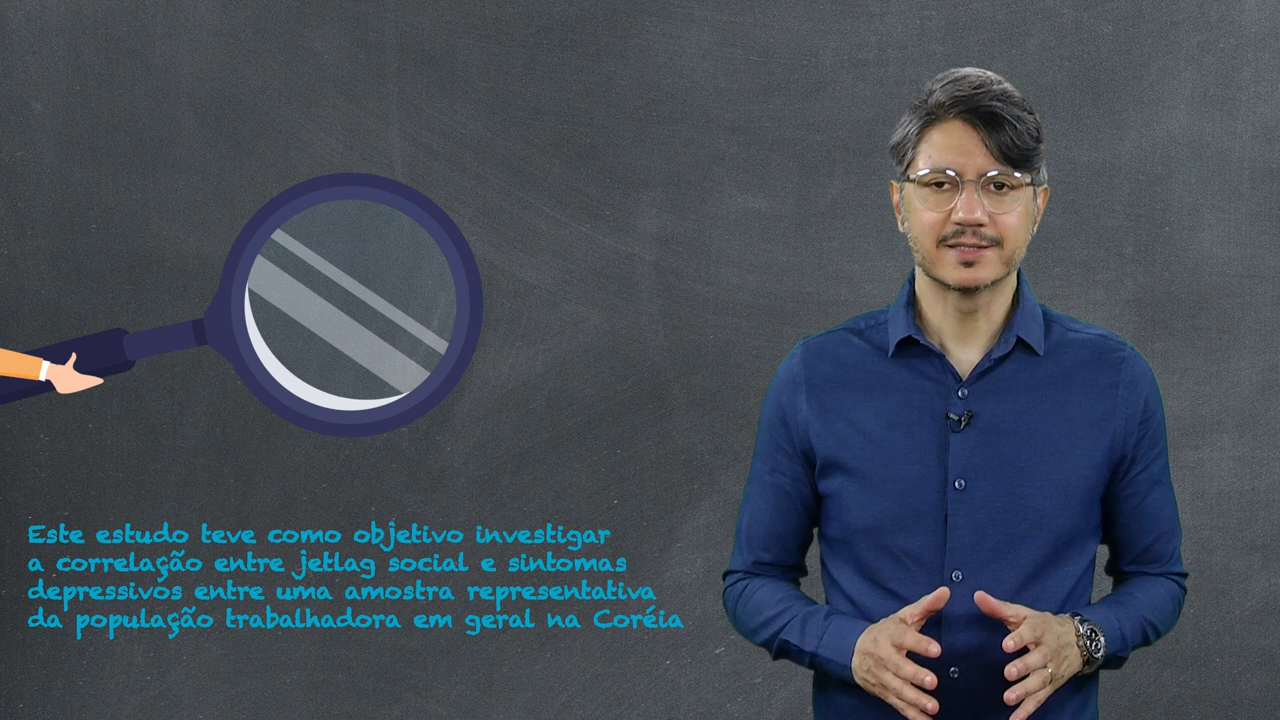 Este estudo teve como objetivo investigar
a correlação entre jetlag social e sintomas
depressivos entre uma amostra representativa
da população trabalhadora em geral na Coréia